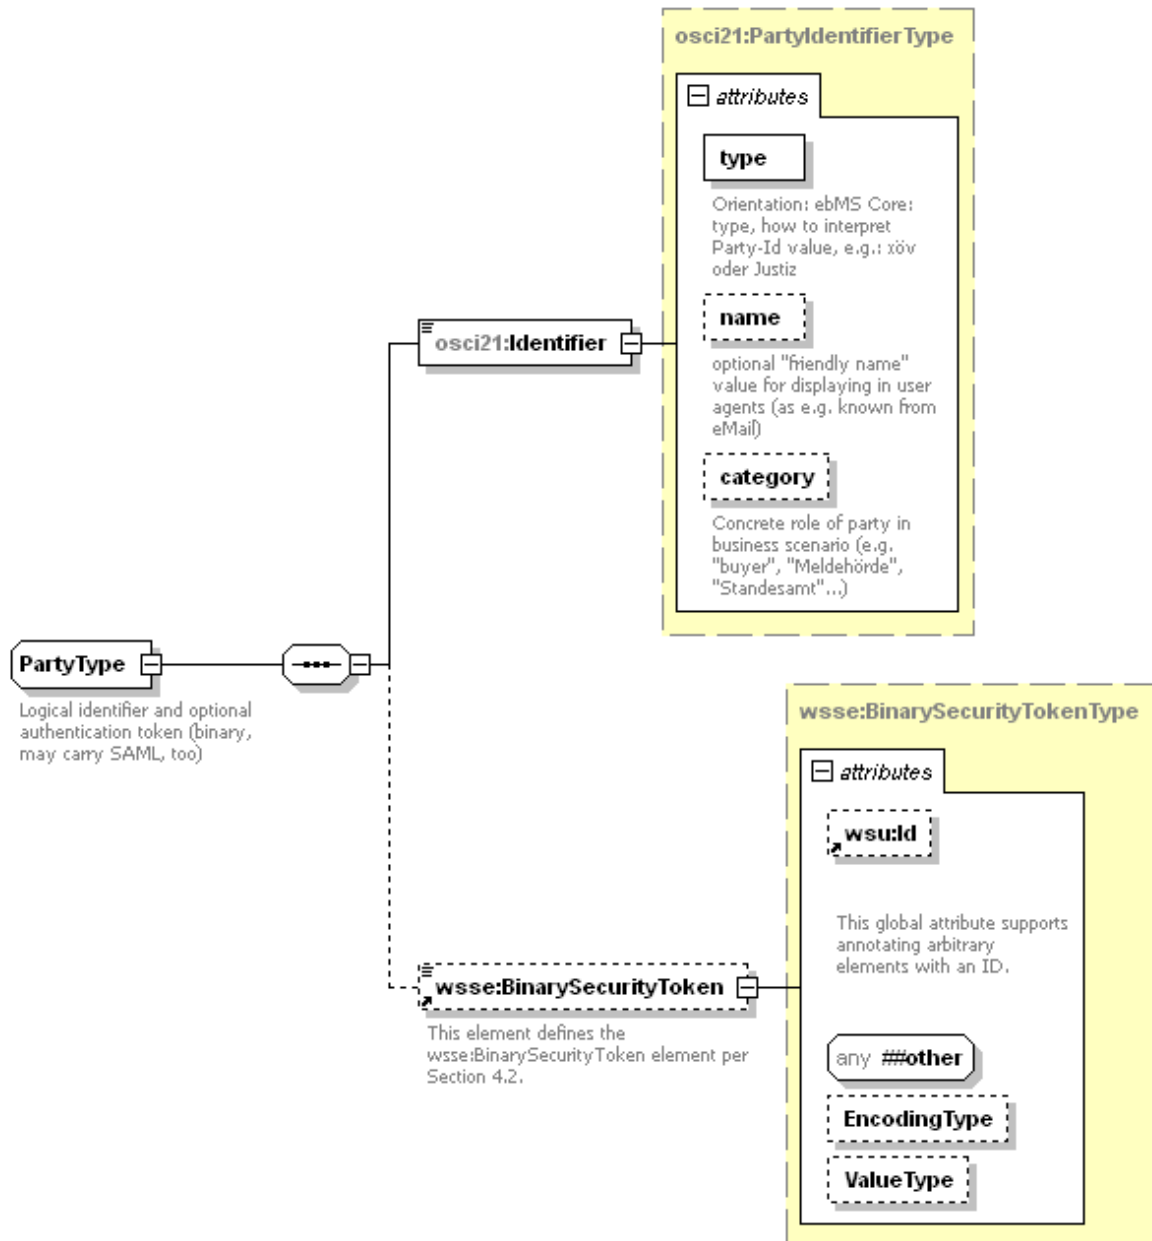 osci21:PartyIdentifierType
attributes
type
Orientation: ebMS Core:
type, how to interpret
Party-Id value, e.g.: xöv
oder Justiz
name
optional "friendly name"
value for displaying in user
agents (as e.g. known from
eMail)
category
Concrete role of party in
business scenario (e.g.
"buyer", "Meldehörde",
"Standesamt"...)
osci21:Identifier
PartyType
Logical identifier and optional
authentication token (binary,
may carry SAML, too)
wsse:BinarySecurityTokenType
attributes
wsu:Id
This global attribute supports
annotating arbitrary
elements with an ID.
wsse:BinarySecurityToken
This element defines the
wsse:BinarySecurityToken element per
Section 4.2.
any ##other
EncodingType
ValueType